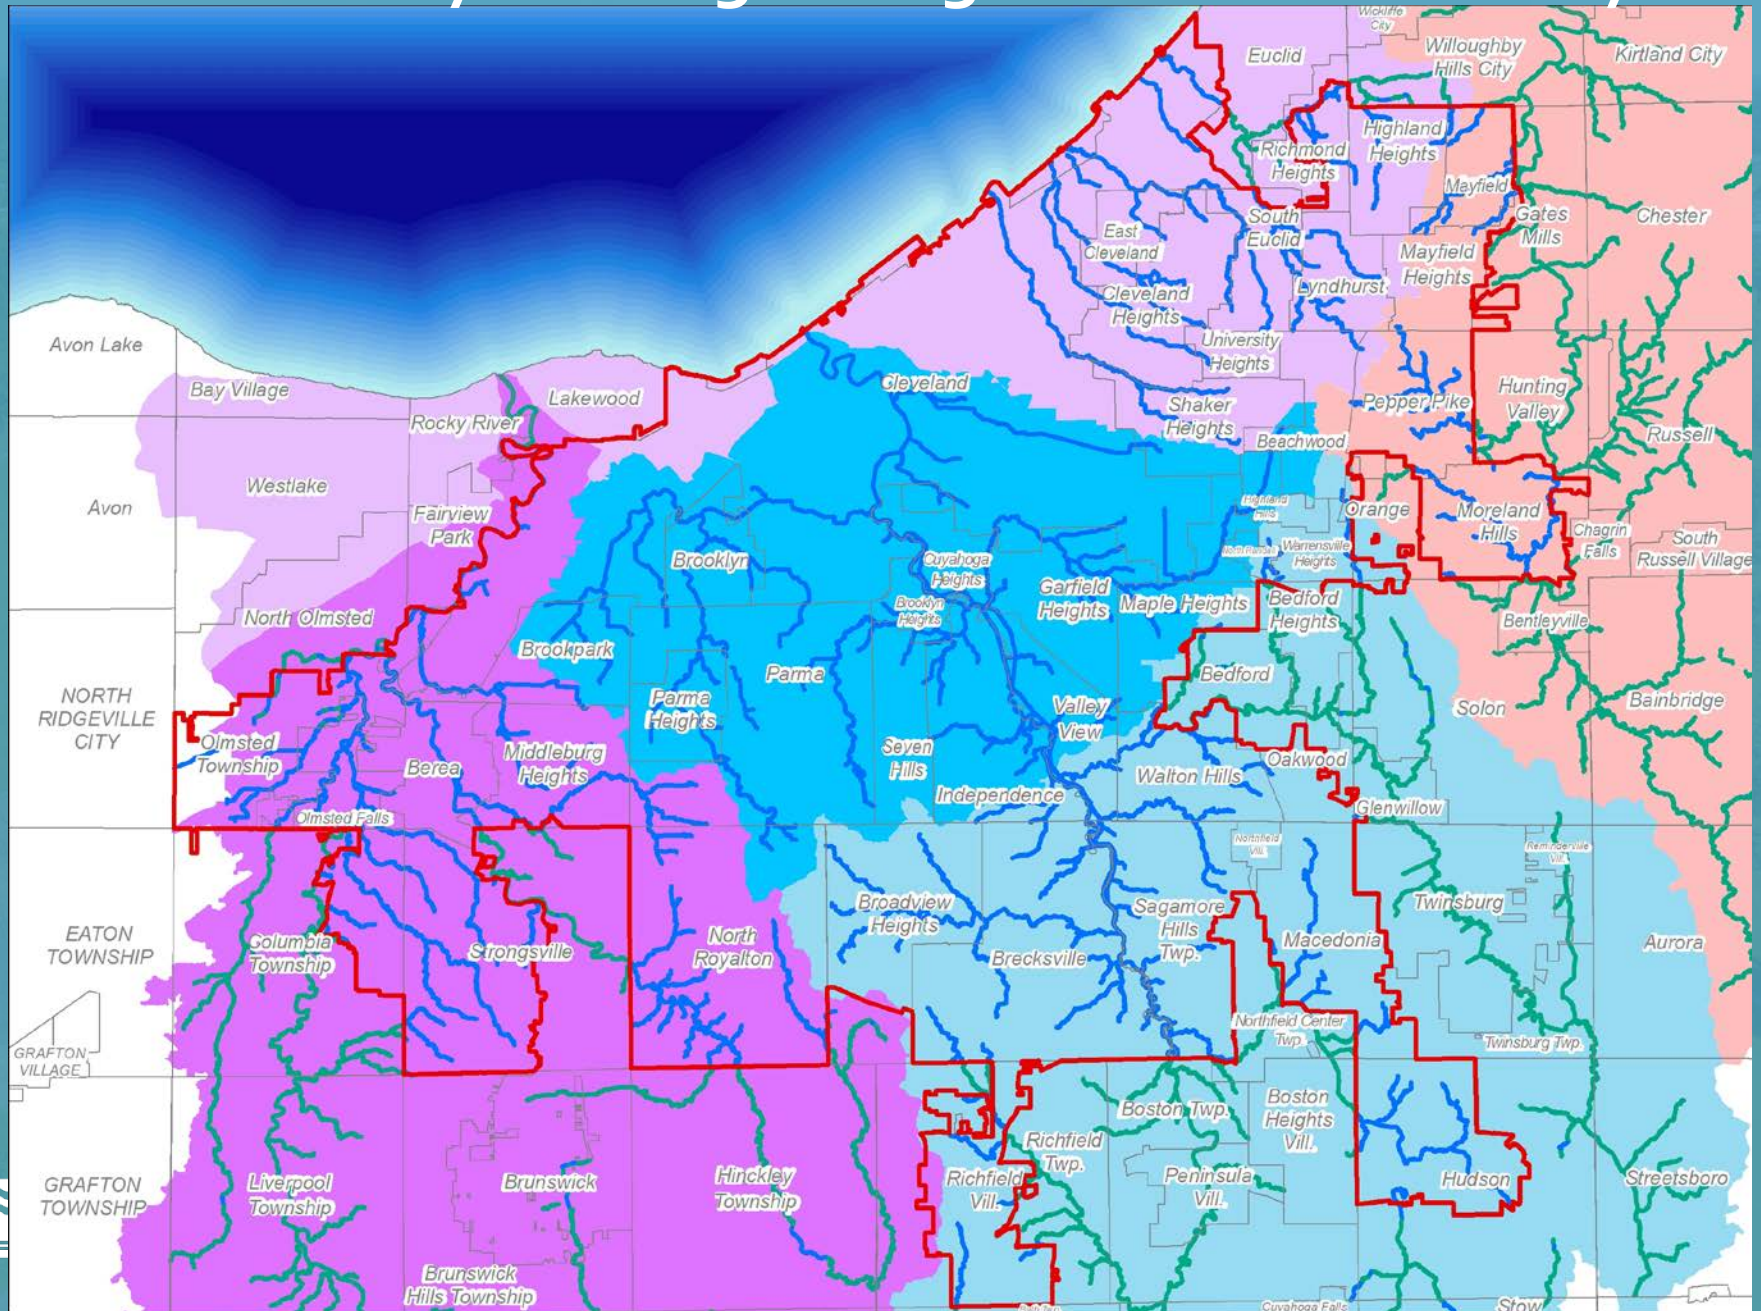 Wickliffe
City
Euclid
Willoughby
Hills City
Kirtland City
Richmond
Heights
Highland
Heights
Mayfield
Gates
Mills
Chester
South
Euclid
East
Cleveland
Mayfield
Heights
Cleveland
Heights
Lyndhurst
University
Heights
Avon Lake
Bay Village
Lakewood
Cleveland
Rocky River
Shaker
Heights
Pepper Pike
Hunting
Valley
Russell
Beachwood
Westlake
Avon
Fairview
Park
Highland
Hills
Orange
Moreland
Hills
Chagrin
Falls
South
Russell Village
Brooklyn
Cuyahoga
Heights
North Randall
Warrensville
Heights
Garfield
Heights
Maple Heights
Brooklyn
Heights
Bedford
Heights
Bentleyville
North Olmsted
Brookpark
Parma
Bedford
NORTH
RIDGEVILLE
CITY
Parma
Heights
Valley
View
Solon
Bainbridge
Olmsted
Township
Berea
Middleburg
Heights
Seven
Hills
Walton Hills
Oakwood
Independence
Olmsted Falls
Glenwillow
Northfield
Vill.
Reminderville
Vill.
Broadview
Heights
Sagamore
Hills
Twp.
Twinsburg
EATON
TOWNSHIP
Columbia
Township
Strongsville
North
Royalton
Brecksville
Macedonia
Aurora
GRAFTON
VILLAGE
Northfield Center
Twp.
Twinsburg Twp.
Boston Twp.
Boston
Heights
Vill.
Richfield
Twp.
GRAFTON
TOWNSHIP
Liverpool
Township
Brunswick
Hinckley
Township
Richfield
Vill.
Peninsula
Vill.
Hudson
Streetsboro
Brunswick
Hills Township
Cuyahoga Falls
Stow